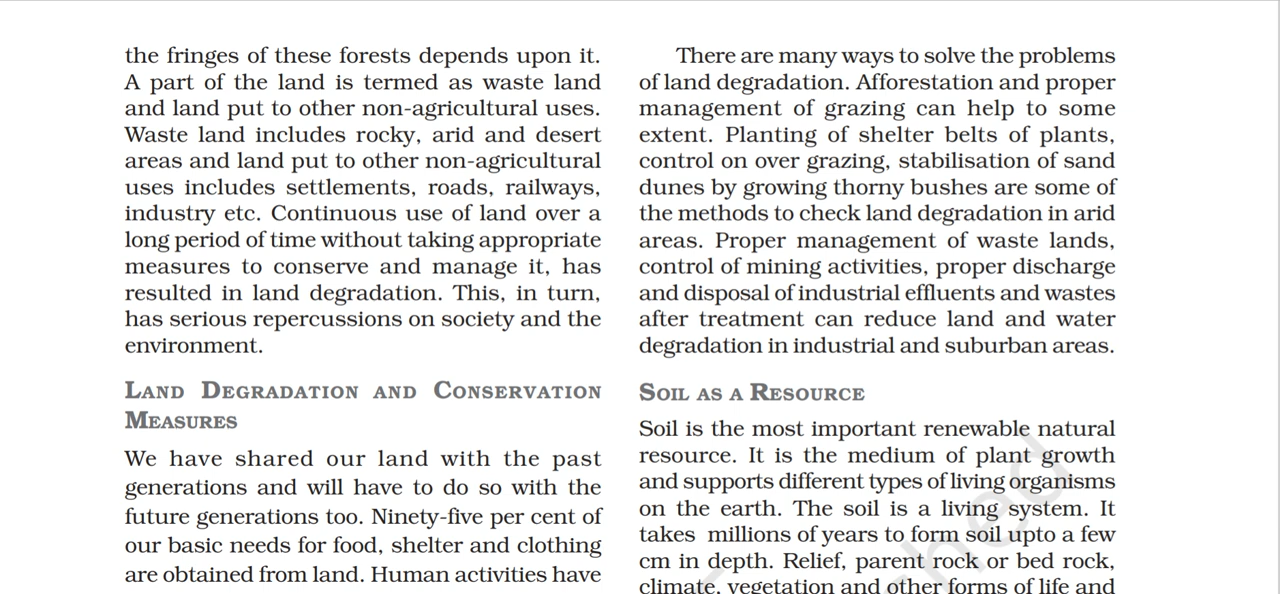 the fringes of these forests depends upon it.
A part of the land is termed as waste land
and land put to other non-agricultural uses.
Waste land includes rocky, arid and desert
areas and land put to other non-agricultural
uses includes settlements, roads, railways,
industry etc. Continuous use of land over a
long period of time without taking appropriate
measures to conserve and manage it, has
resulted in land degradation. This, in turn,
has serious repercussions on society and the
environment.
LAND DEGRADATION AND CONSERVATION
MEASURES
We have shared our land with the past
generations and will have to do so with the
future generations too. Ninety-five per cent of
our basic needs for food, shelter and clothing
are obtained from land. Human activities have
There are many ways to solve the problems
of land degradation. Afforestation and proper
management of grazing can help to some
extent. Planting of shelter belts of plants,
control on over grazing, stabilisation of sand
dunes by growing thorny bushes are some of
the methods to check land degradation in arid
areas. Proper management of waste lands,
control of mining activities, proper discharge
and disposal of industrial effluents and wastes
after treatment can reduce land and water
degradation in industrial and suburban areas.
SOIL AS A RESOURCE
Soil is the most important renewable natural
resource. It is the medium of plant growth
and supports different types of living organisms
on the earth. The soil is a living system. It
takes millions of years to form soil upto a few
cm in depth. Relief, parent rock or bed rock,
climate, vegetation and other forms of life and